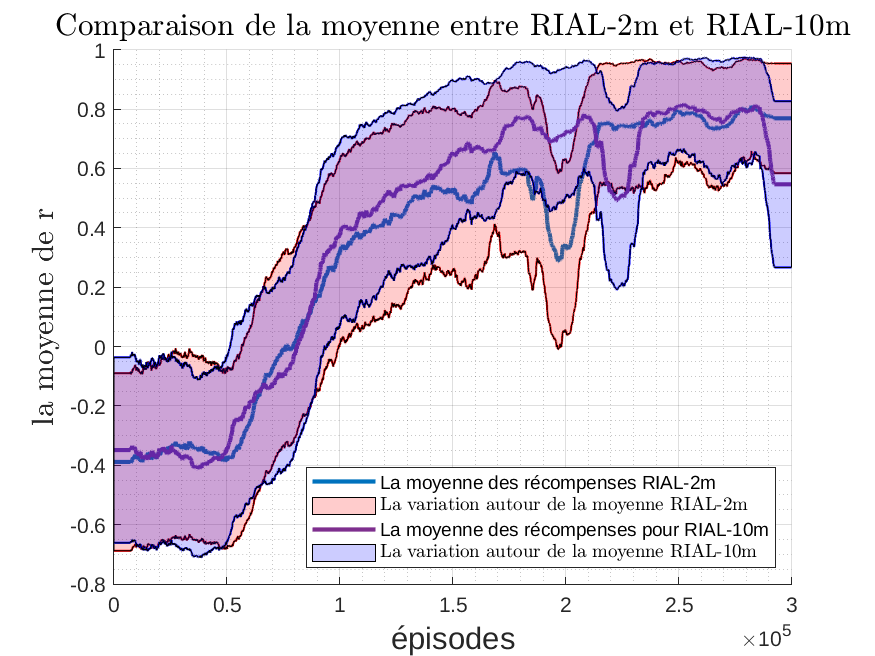 Comparaison de la moyenne entre RIAL-2m et RIAL-10m
la moyenne de r
1
0.8
0.6
0.4
0.2
0
-0.2
-0.4
-0.6
-0.8
La moyenne des récompenses RIAL-2m
La variation autour de la moyenne RIAL-2m
La moyenne des récompenses pour RIAL-10m
La variation autour de la moyenne RIAL-10m
0 0.5 1 1.5 2 2.5 3
épisodes
×10⁵